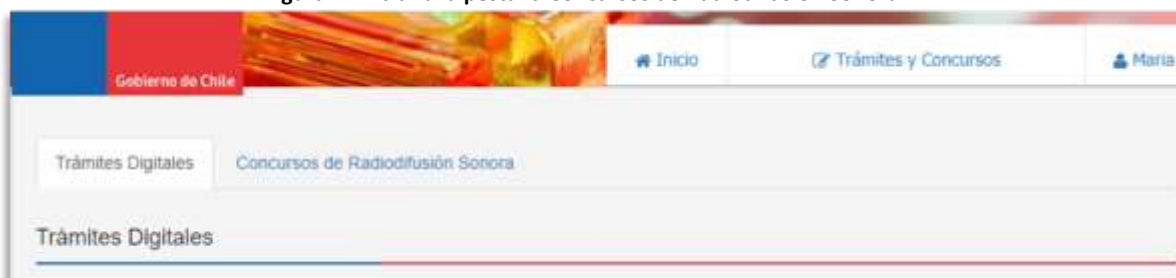 Gobierno de Chile
Inicio
Trámites y Concursos
Maria
Trámites Digitales
Concursos de Radiodifusión Sonora
Trámites Digitales